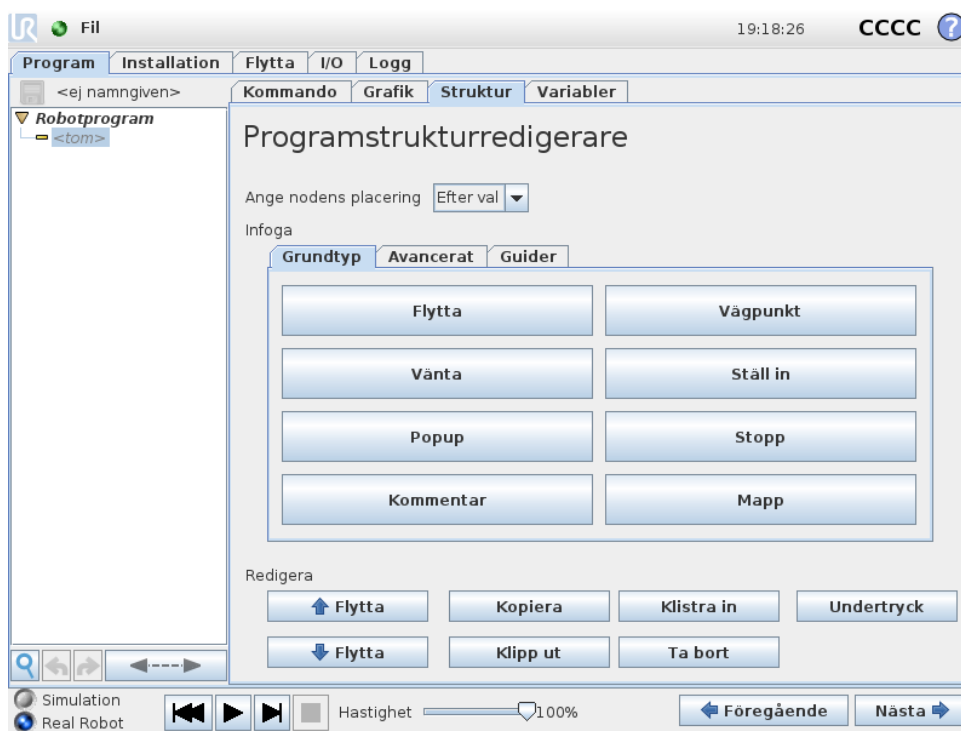 UR Fil 19:18:26 CCCC ?
Program Installation Flytta I/O Logg
<ej namngiven>
Kommando Grafik Struktur Variabler
Robotprogram
<tom>
Programstrukturredigerare
Ange nodens placering Efter val
Infoga
Grundtyp Avancerat Guider
Flytta Vägpunkt
Vänta Ställ in
Popup Stopp
Kommentar Mapp
Redigera
Flytta Kopiera Klistra in Undertryck
Flytta Klipp ut Ta bort
Simulation
Real Robot
Hastighet 100%
Föregående Nästa